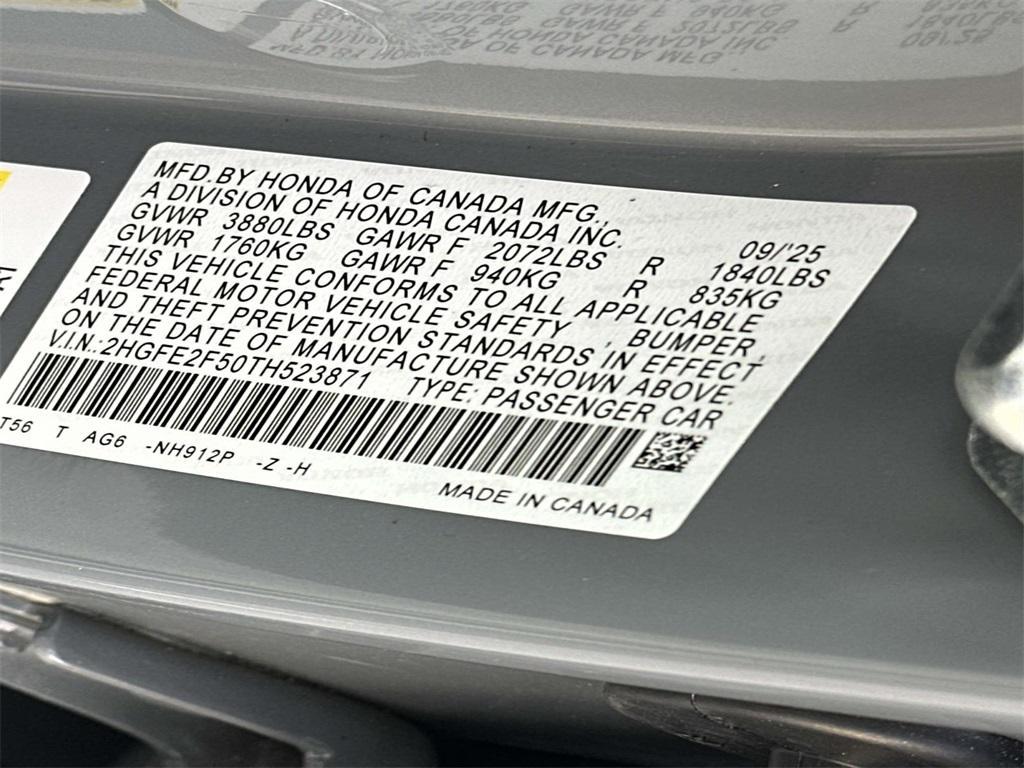 MFD.BY HONDA OF CANADA MFG.,
A DIVISION OF HONDA CANADA INC. 09/'25
GVWR 3880LBS GAWR F 2072LBS R 1840LBS
GVWR 1760KG GAWR F 940KG R 835KG
THIS VEHICLE CONFORMS TO ALL APPLICABLE
FEDERAL MOTOR VEHICLE SAFETY , BUMPER,
AND THEFT PREVENTION STANDARDS IN EFFECT
ON THE DATE OF MANUFACTURE SHOWN ABOVE.
V.I.N.:2HGFE2F50TH523871 TYPE: PASSENGER CAR
T56 T AG6 -NH912P -Z -H
MADE IN CANADA